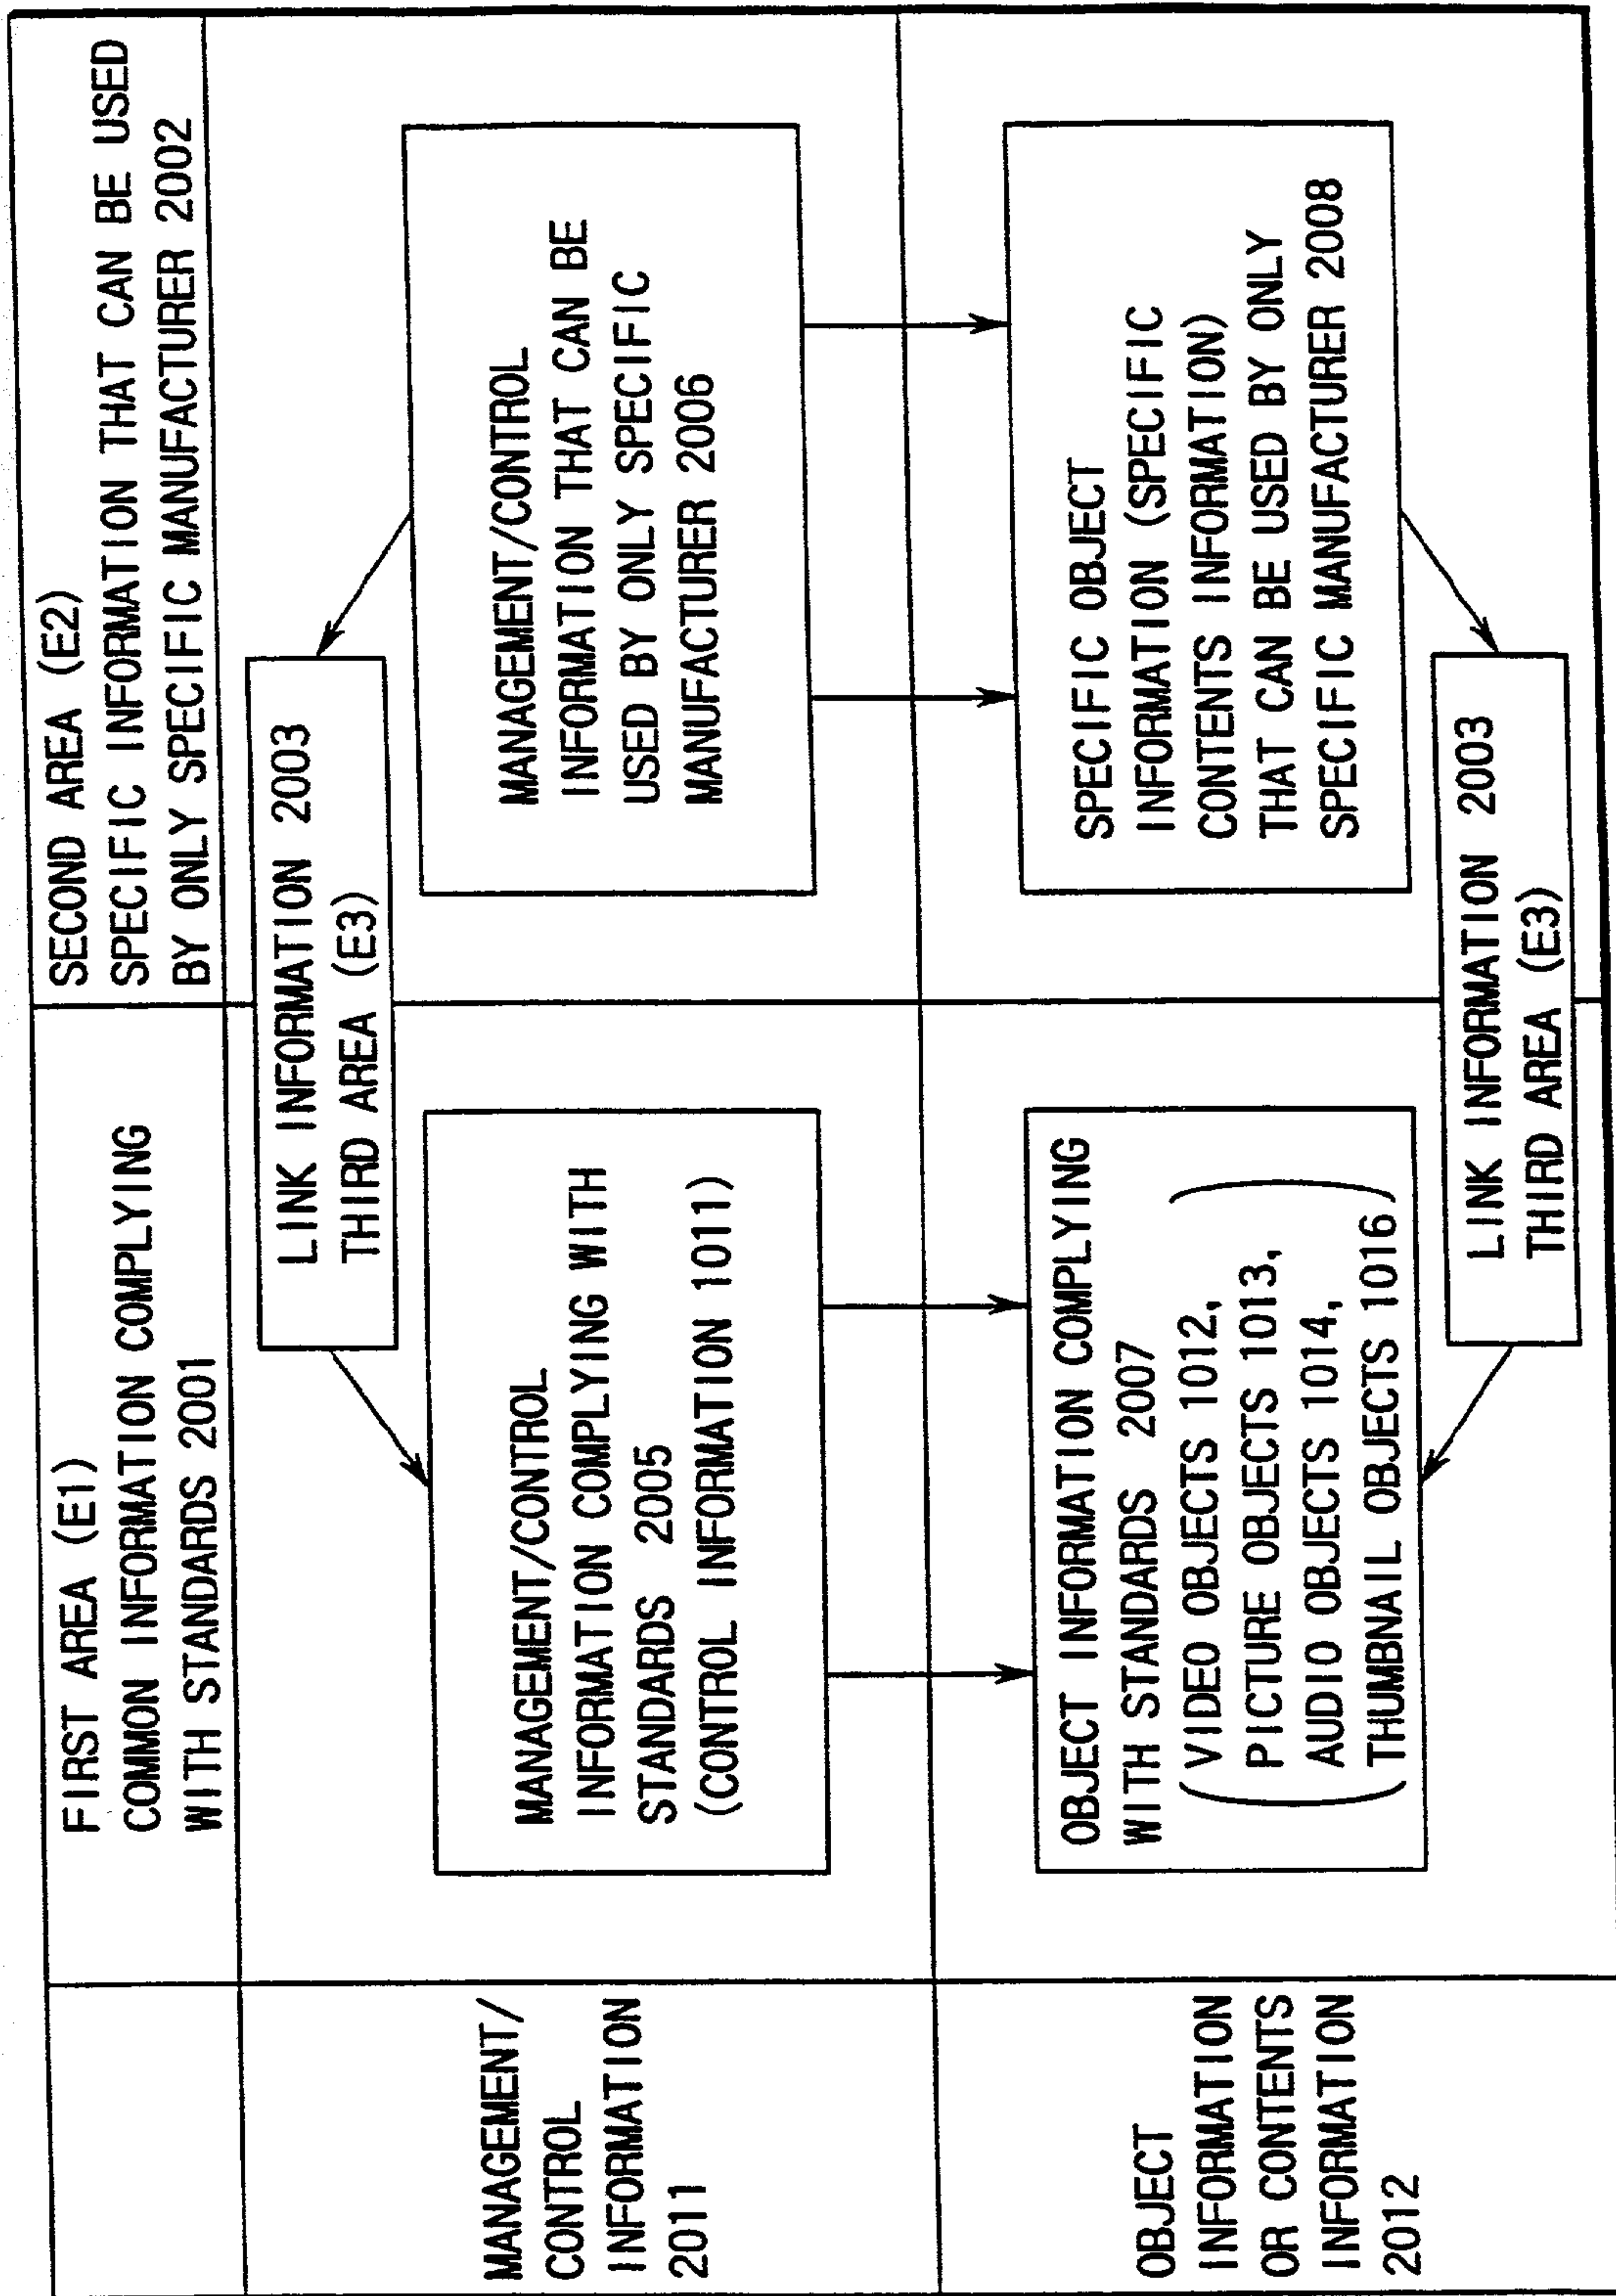 FIRST AREA (E1)
COMMON INFORMATION COMPLYING
WITH STANDARDS 2001
SECOND AREA (E2)
SPECIFIC INFORMATION THAT CAN BE USED
BY ONLY SPECIFIC MANUFACTURER 2002
MANAGEMENT/
CONTROL
INFORMATION
2011
LINK INFORMATION 2003
THIRD AREA (E3)
MANAGEMENT/CONTROL
INFORMATION COMPLYING WITH
STANDARDS 2005
(CONTROL INFORMATION 1011)
MANAGEMENT/CONTROL
INFORMATION THAT CAN BE
USED BY ONLY SPECIFIC
MANUFACTURER 2006
OBJECT
INFORMATION
OR CONTENTS
INFORMATION
2012
OBJECT INFORMATION COMPLYING
WITH STANDARDS 2007
(VIDEO OBJECTS 1012,
PICTURE OBJECTS 1013,
AUDIO OBJECTS 1014,
THUMBNAIL OBJECTS 1016)
SPECIFIC OBJECT
INFORMATION (SPECIFIC
CONTENTS INFORMATION)
THAT CAN BE USED BY ONLY
SPECIFIC MANUFACTURER 2008
LINK INFORMATION 2003
THIRD AREA (E3)